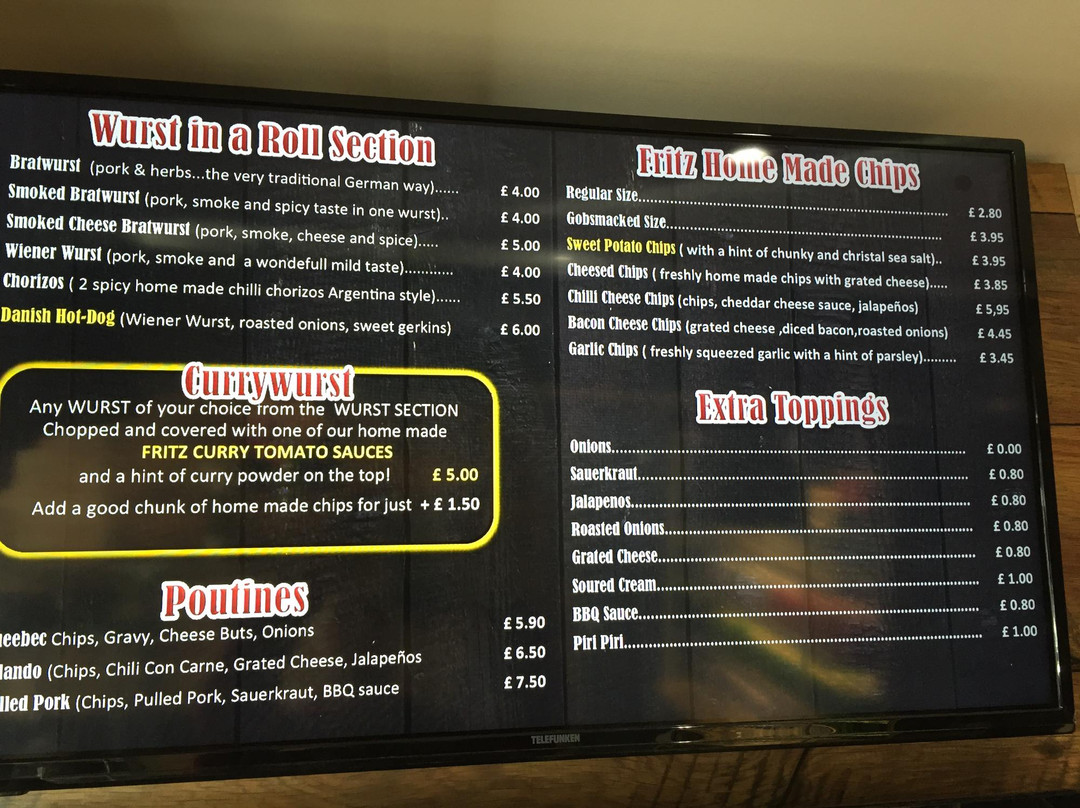 Wurst in a Roll Section
Bratwurst (pork & herbs...the very traditional German way)...... £ 4.00
Smoked Bratwurst (pork, smoke and spicy taste in one wurst).. £ 4.00
Smoked Cheese Bratwurst (pork, smoke, cheese and spice)..... £ 5.00
Wiener Wurst (pork, smoke and a wondefull mild taste)............ £ 4.00
Chorizos ( 2 spicy home made chilli chorizos Argentina style)...... £ 5.50
Danish Hot-Dog (Wiener Wurst, roasted onions, sweet gerkins) £ 6.00
Currywurst
Any WURST of your choice from the WURST SECTION
Chopped and covered with one of our home made
FRITZ CURRY TOMATO SAUCES
and a hint of curry powder on the top! £ 5.00
Add a good chunk of home made chips for just + £ 1.50
Poutines
Chips, Gravy, Cheese Buts, Onions £ 5.90
(Chips, Chili Con Carne, Grated Cheese, Jalapeños £ 6.50
Pork (Chips, Pulled Pork, Sauerkraut, BBQ sauce £ 7.50
Fritz Home Made Chips
Regular Size.......... £ 2.80
Gobsmacked Size.......... £ 3.95
Sweet Potato Chips ( with a hint of chunky and christal sea salt).. £ 3.95
Cheesed Chips ( freshly home made chips with grated cheese)..... £ 3.85
Chilli Cheese Chips (chips, cheddar cheese sauce, jalapeños) £ 5,95
Bacon Cheese Chips (grated cheese ,diced bacon,roasted onions) £ 4.45
Garlic Chips ( freshly squeezed garlic with a hint of parsley)......... £ 3.45
Extra Toppings
Onions.......... £ 0.00
Sauerkraut.......... £ 0.80
Jalapenos.......... £ 0.80
Roasted Onions.......... £ 0.80
Grated Cheese.......... £ 0.80
Soured Cream.......... £ 1.00
BBQ Sauce.......... £ 0.80
Piri Piri.......... £ 1.00
TELEFUNKEN